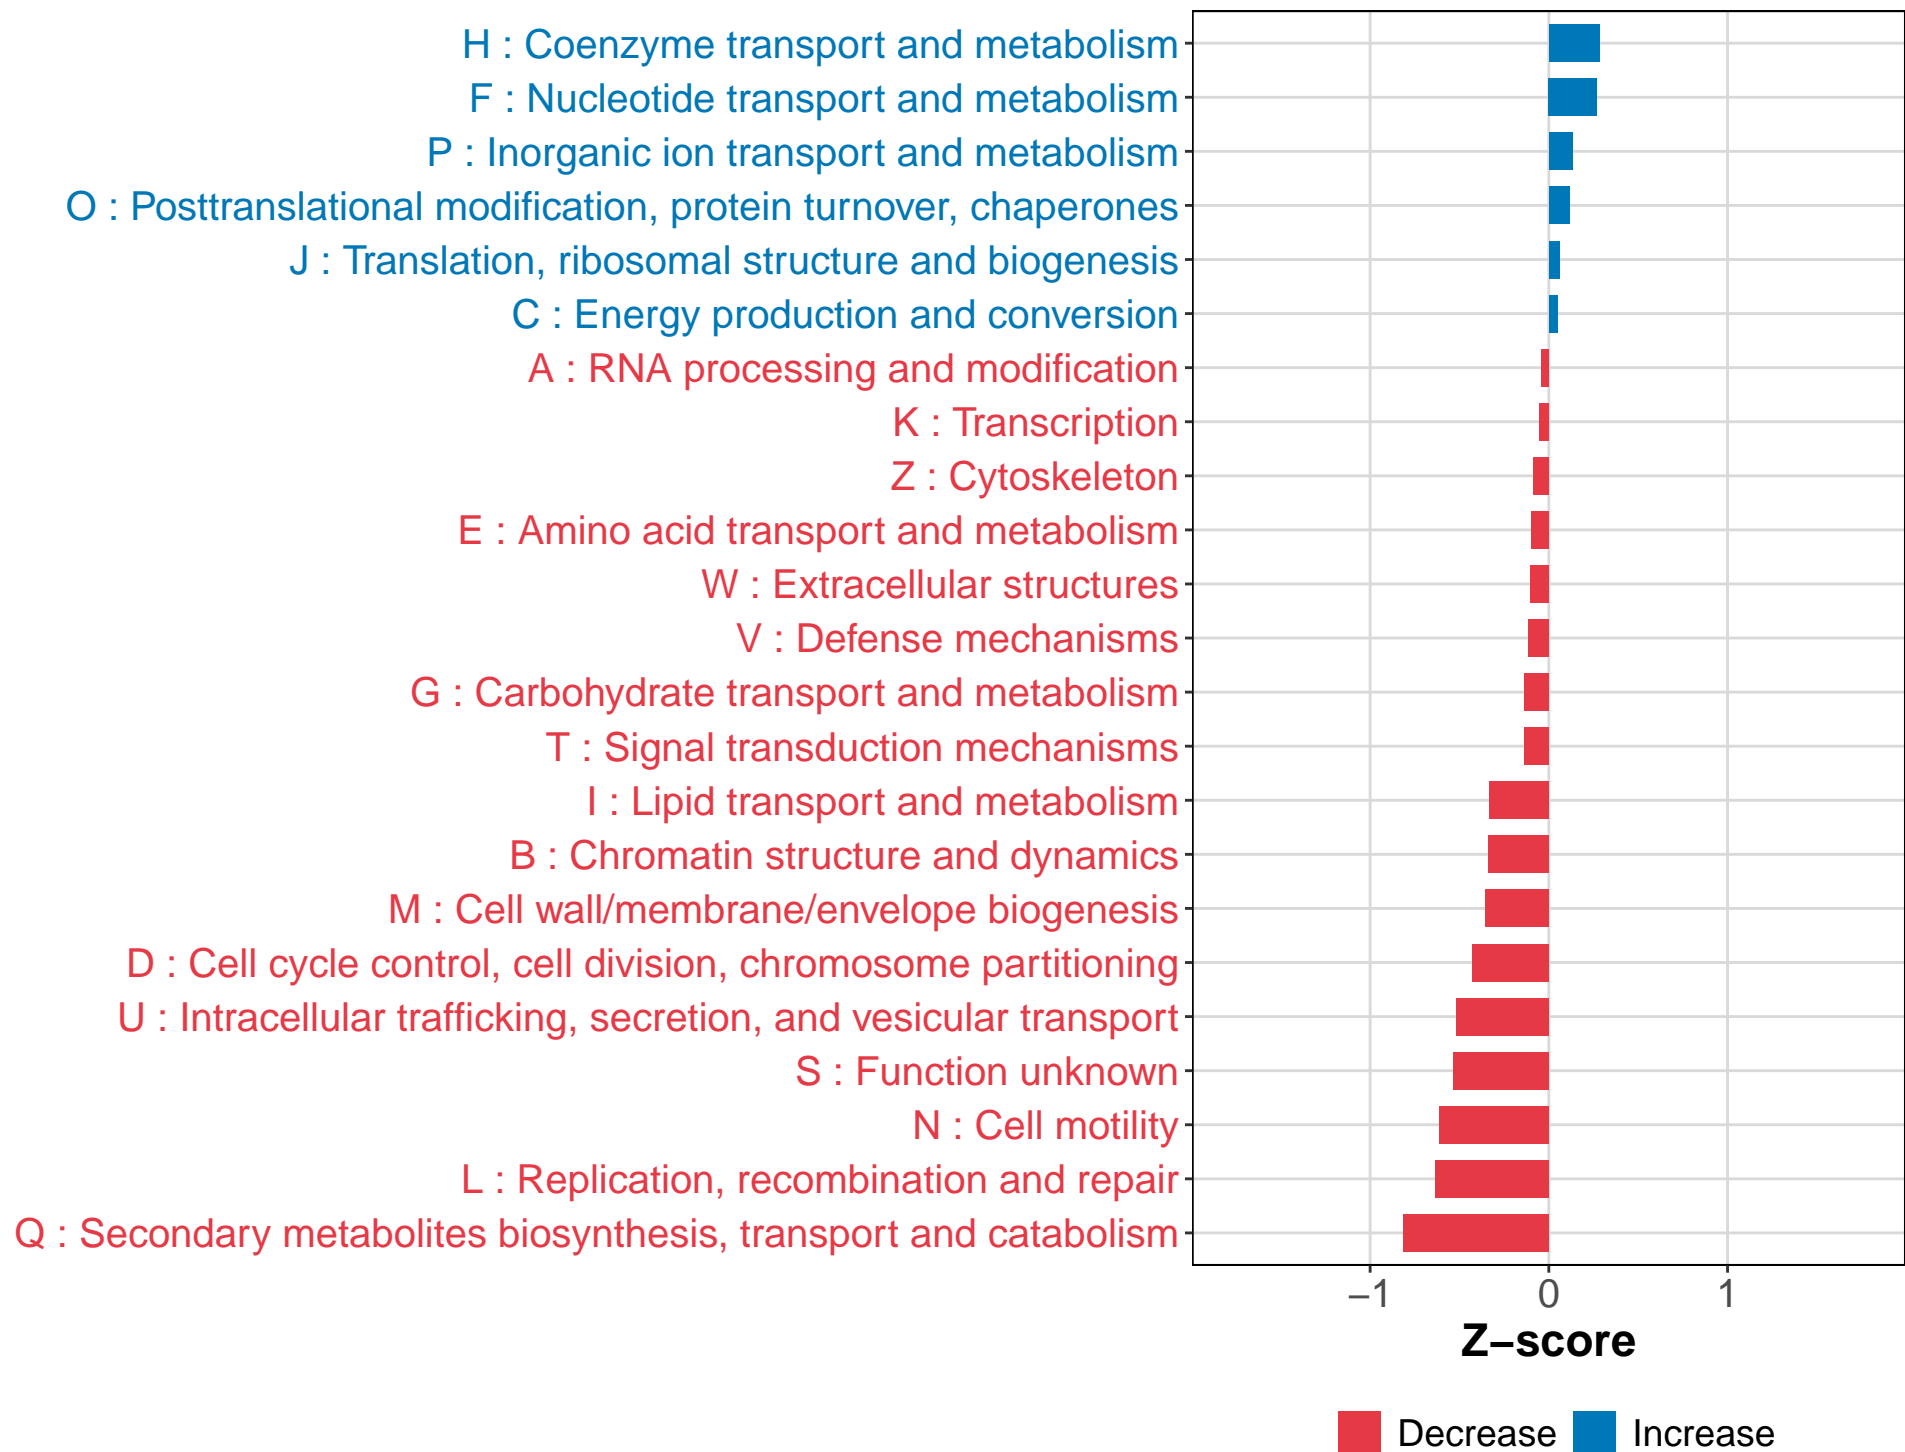 H : Coenzyme transport and metabolism
F : Nucleotide transport and metabolism
P : Inorganic ion transport and metabolism
O : Posttranslational modification, protein turnover, chaperones
J : Translation, ribosomal structure and biogenesis
C : Energy production and conversion
A : RNA processing and modification
K : Transcription
Z : Cytoskeleton
E : Amino acid transport and metabolism
W : Extracellular structures
V : Defense mechanisms
G : Carbohydrate transport and metabolism
T : Signal transduction mechanisms
I : Lipid transport and metabolism
B : Chromatin structure and dynamics
M : Cell wall/membrane/envelope biogenesis
D : Cell cycle control, cell division, chromosome partitioning
U : Intracellular trafficking, secretion, and vesicular transport
S : Function unknown
N : Cell motility
L : Replication, recombination and repair
Q : Secondary metabolites biosynthesis, transport and catabolism
−1 0 1
Z−score
Decrease Increase